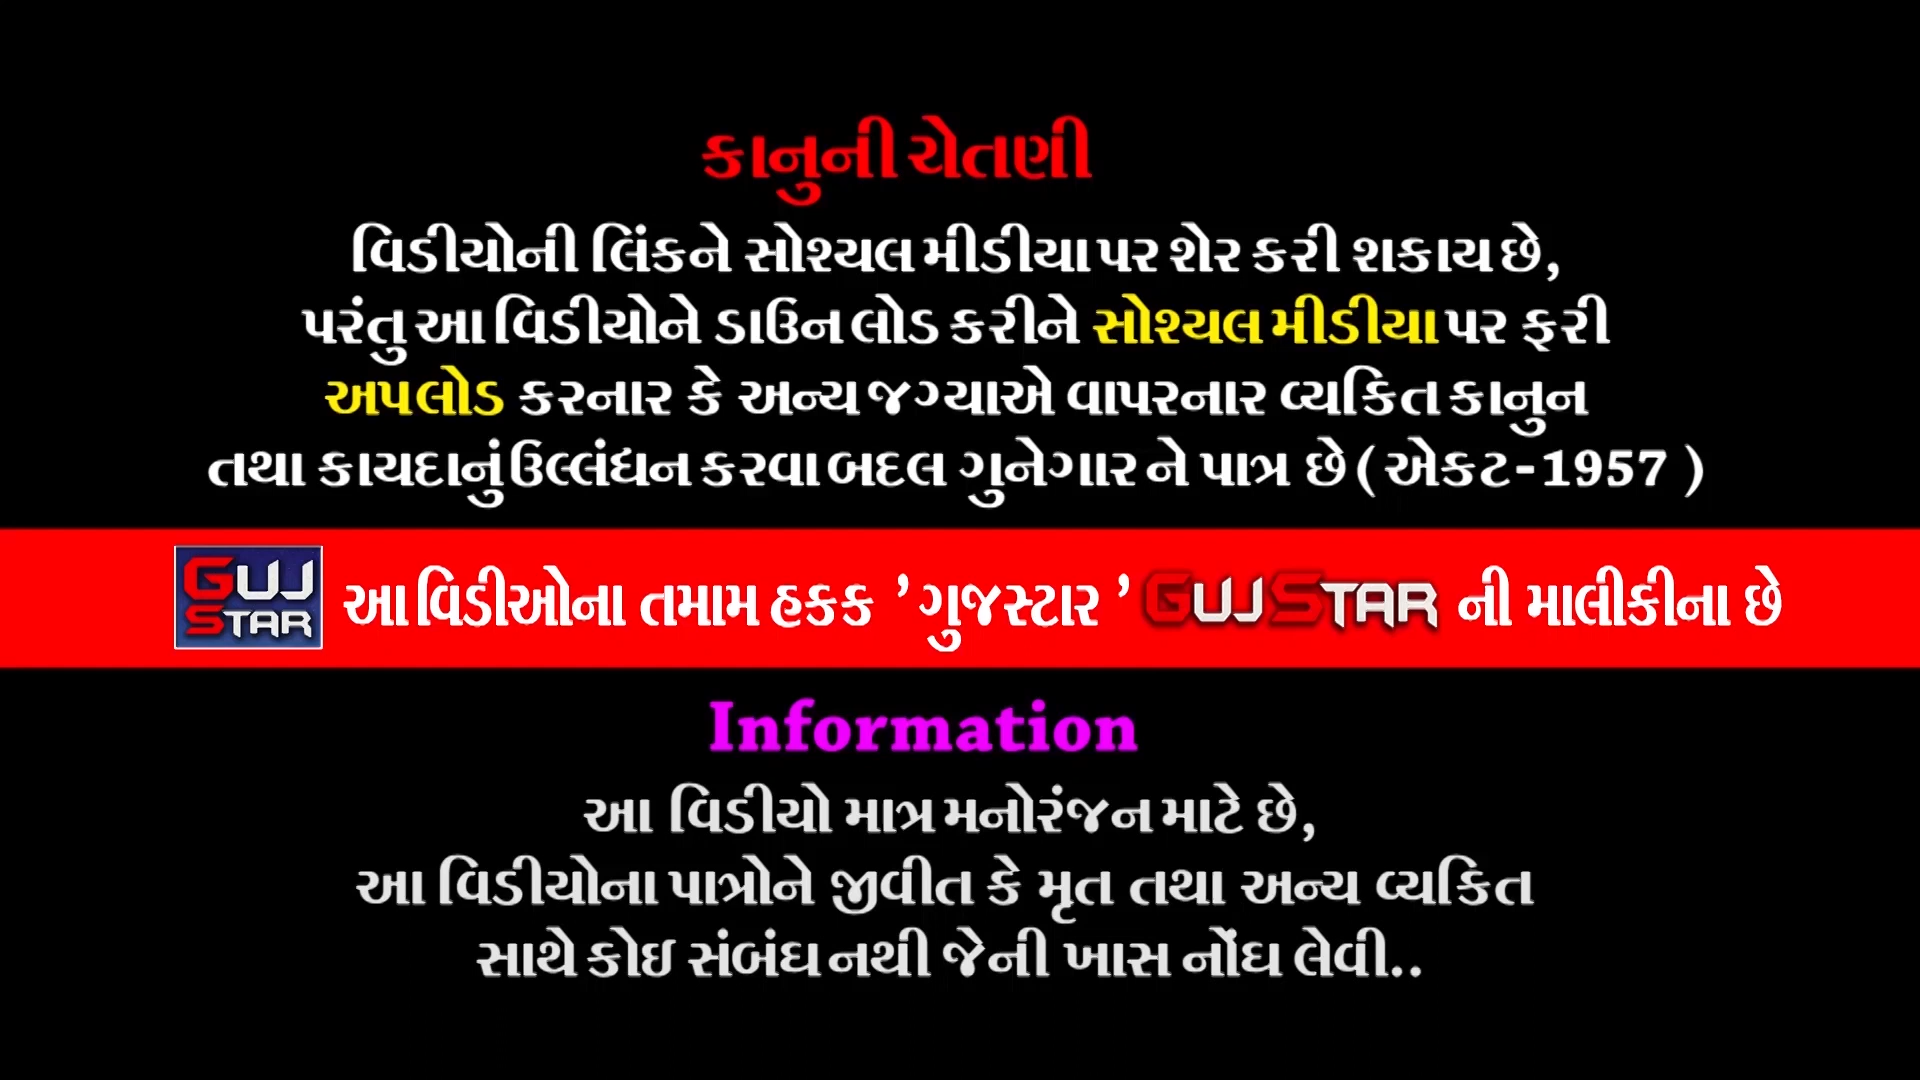 કાનુની ચેતણી
વિડીયોની લિંકને સોશ્યલ મીડીયા પર શેર કરી શકાય છે,
પરંતુ આ વિડીયોને ડાઉન લોડ કરીને સોશ્યલ મીડીયા પર ફરી
અપલોડ કરનાર કે અન્ય જગ્યાએ વાપરનાર વ્યકિત કાનુન
તથા કાયદાનું ઉલ્લંઘન કરવા બદલ ગુનેગાર ને પાત્ર છે ( એકટ-1957 )
GUJ STAR આ વિડીઓના તમામ હકક ’ ગુજસ્ટાર ’ GUJ STAR ની માલીકીના છે
Information
આ વિડીયો માત્ર મનોરંજન માટે છે,
આ વિડીયોના પાત્રોને જીવીત કે મૃત તથા અન્ય વ્યકિત
સાથે કોઇ સંબંઘ નથી જેની ખાસ નોંઘ લેવી..